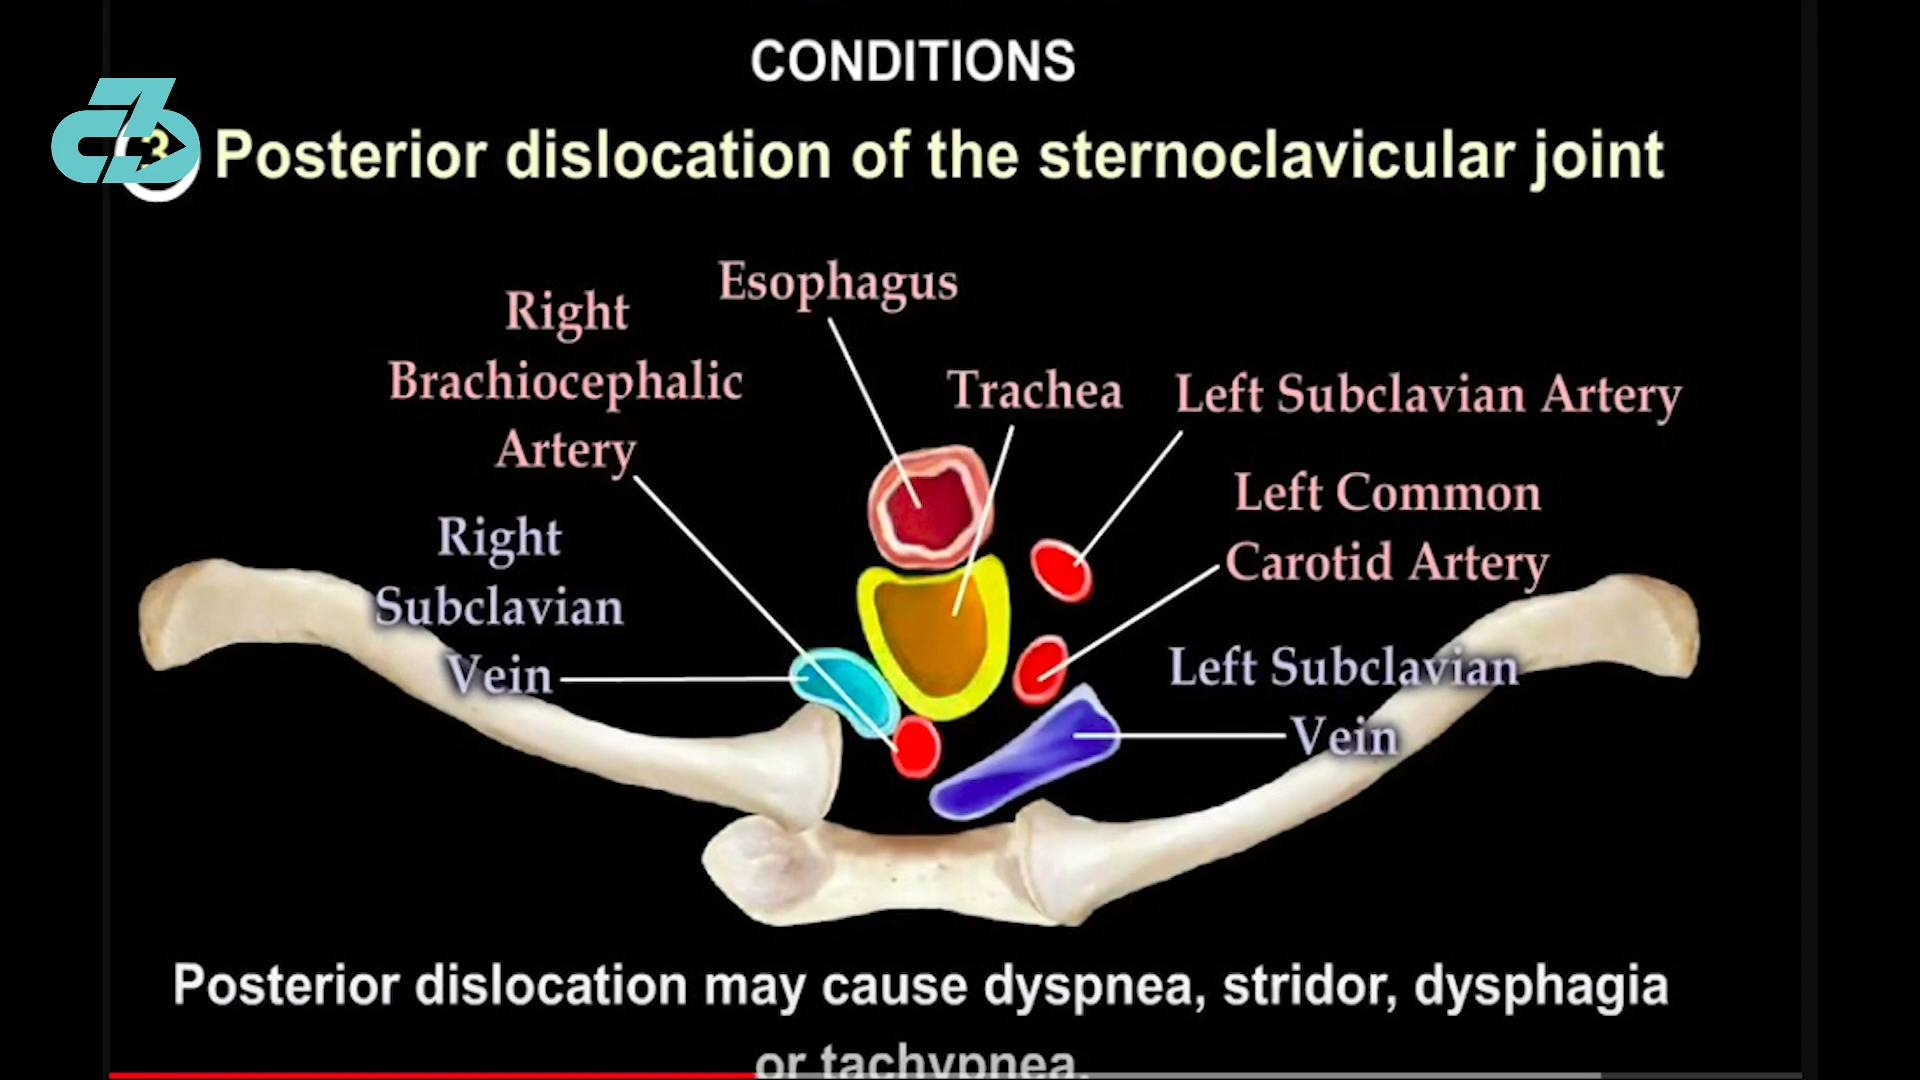 CONDITIONS
3 Posterior dislocation of the sternoclavicular joint
Esophagus
Right
Brachiocephalic
Artery
Trachea
Left Subclavian Artery
Left Common
Carotid Artery
Right
Subclavian
Vein
Left Subclavian
Vein
Posterior dislocation may cause dyspnea, stridor, dysphagia
or tachypnea.